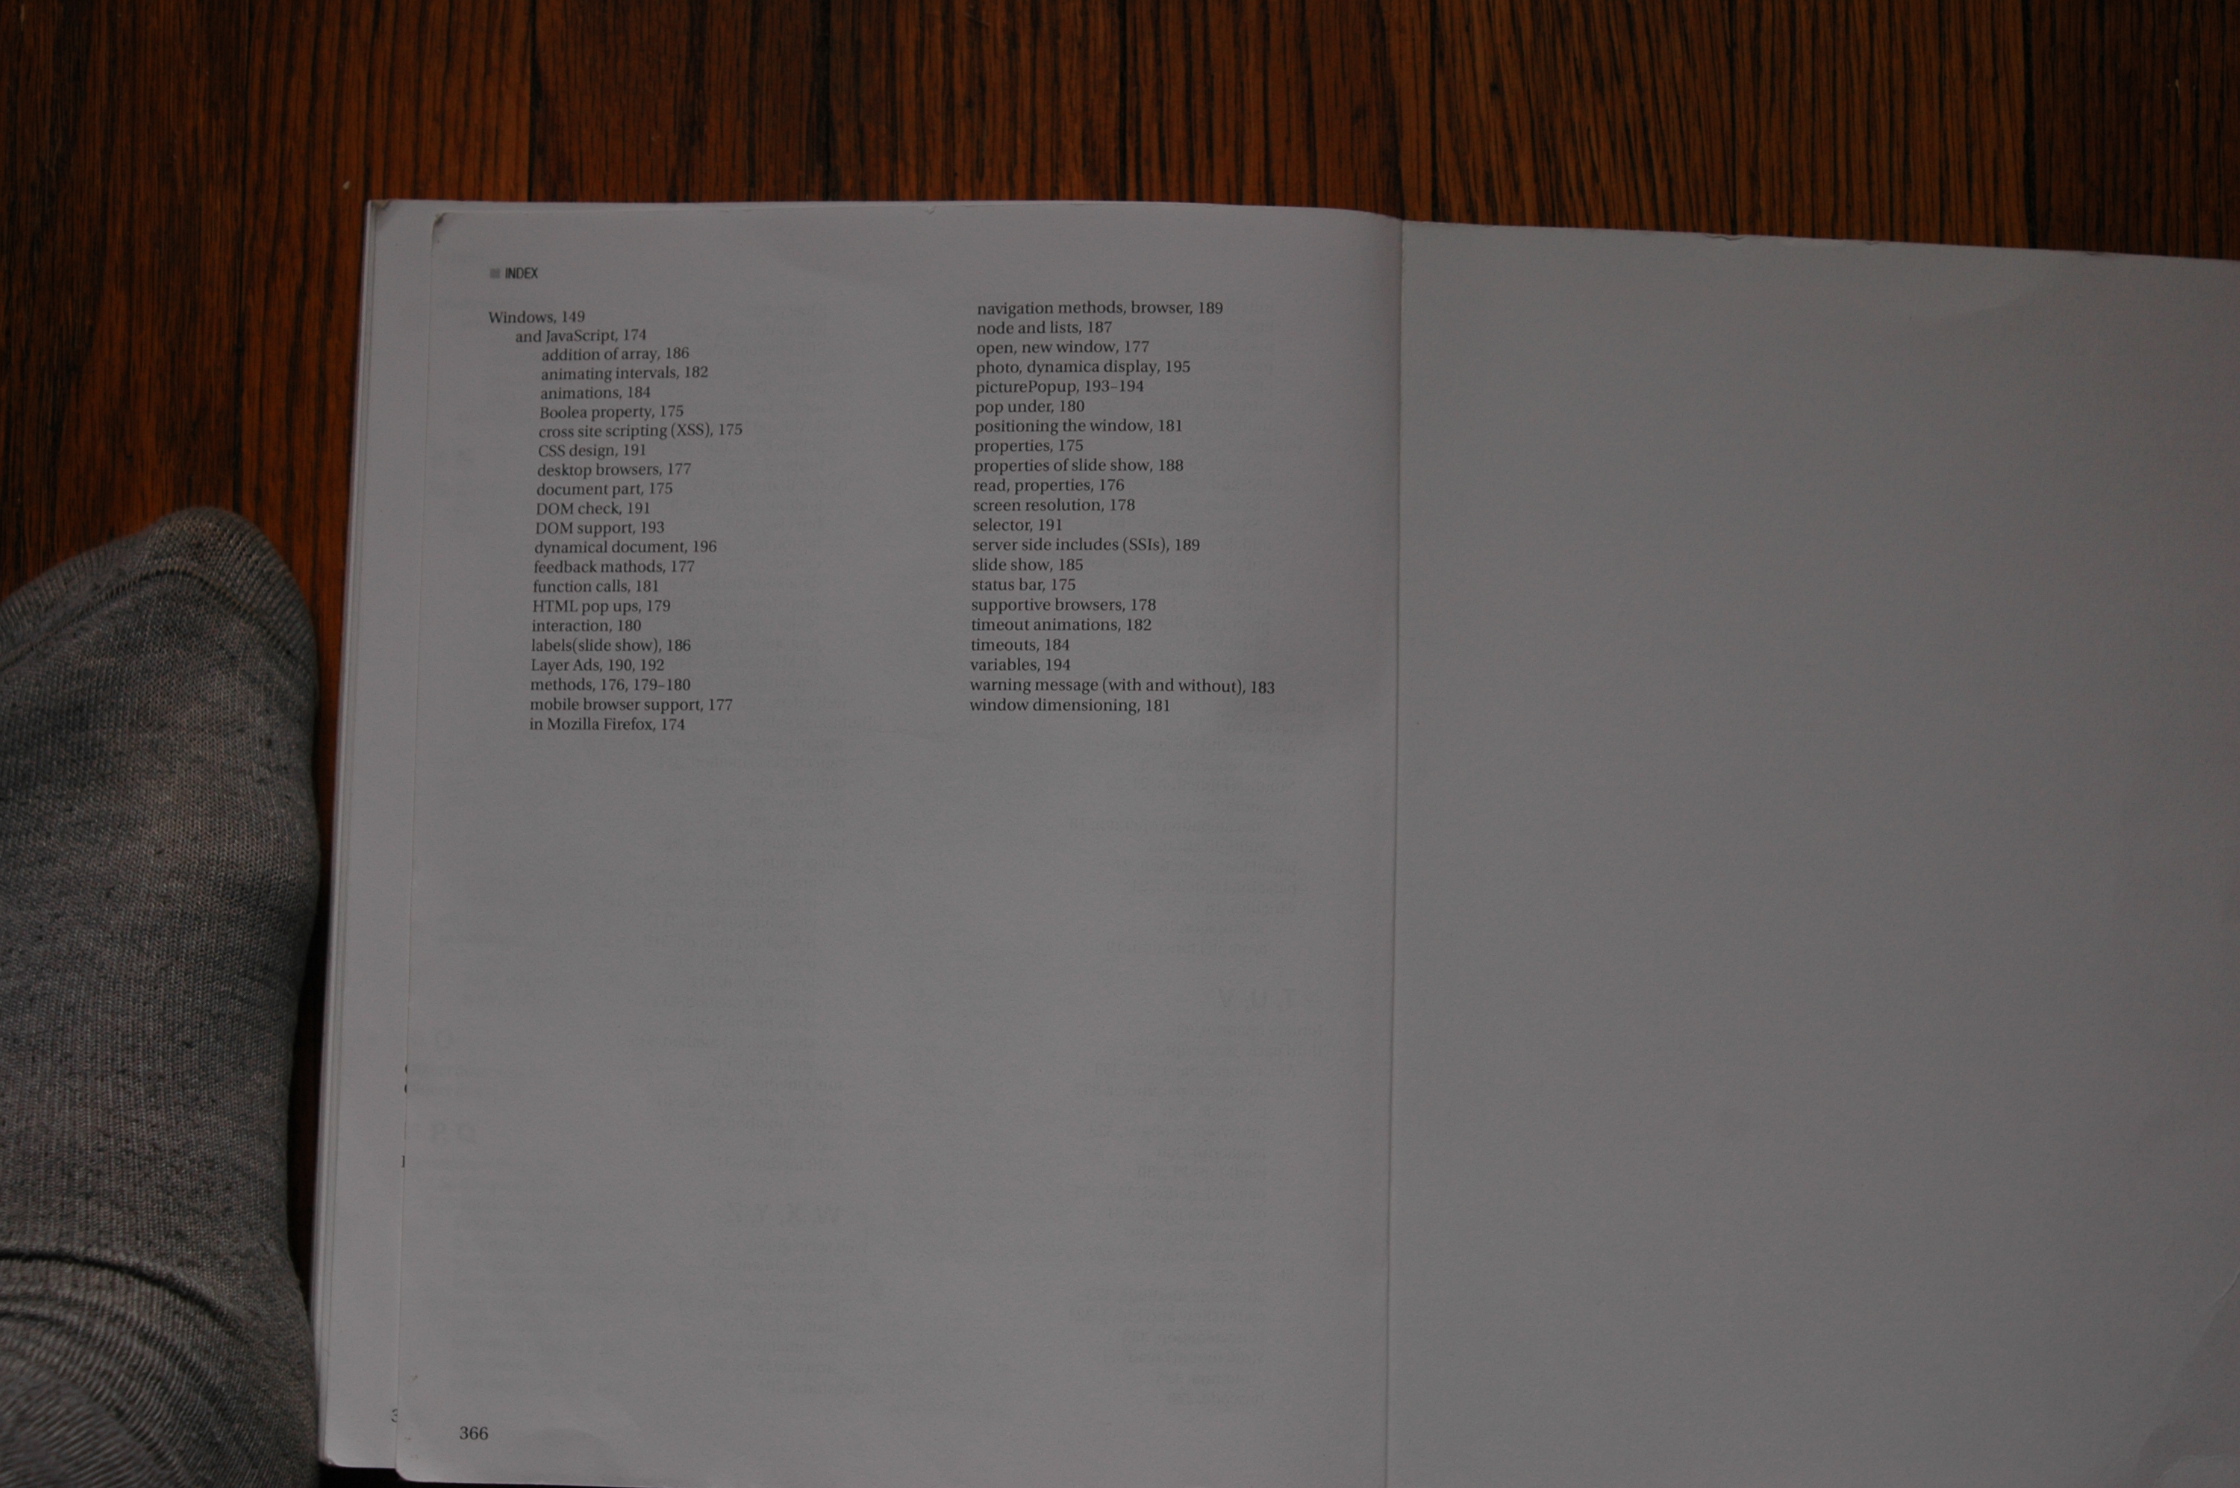 INDEX
Windows, 149
and JavaScript, 174
addition of array, 186
animating intervals, 182
animations, 184
Boolea property, 175
cross site scripting (XSS), 175
CSS design, 191
desktop browsers, 177
document part, 175
DOM check, 191
DOM support, 193
dynamical document, 196
feedback mathods, 177
function calls, 181
HTML pop ups, 179
interaction, 180
labels(slide show), 186
Layer Ads, 190, 192
methods, 176, 179–180
mobile browser support, 177
in Mozilla Firefox, 174
navigation methods, browser, 189
node and lists, 187
open, new window, 177
photo, dynamica display, 195
picturePopup, 193–194
pop under, 180
positioning the window, 181
properties, 175
properties of slide show, 188
read, properties, 176
screen resolution, 178
selector, 191
server side includes (SSIs), 189
slide show, 185
status bar, 175
supportive browsers, 178
timeout animations, 182
timeouts, 184
variables, 194
warning message (with and without), 183
window dimensioning, 181
366